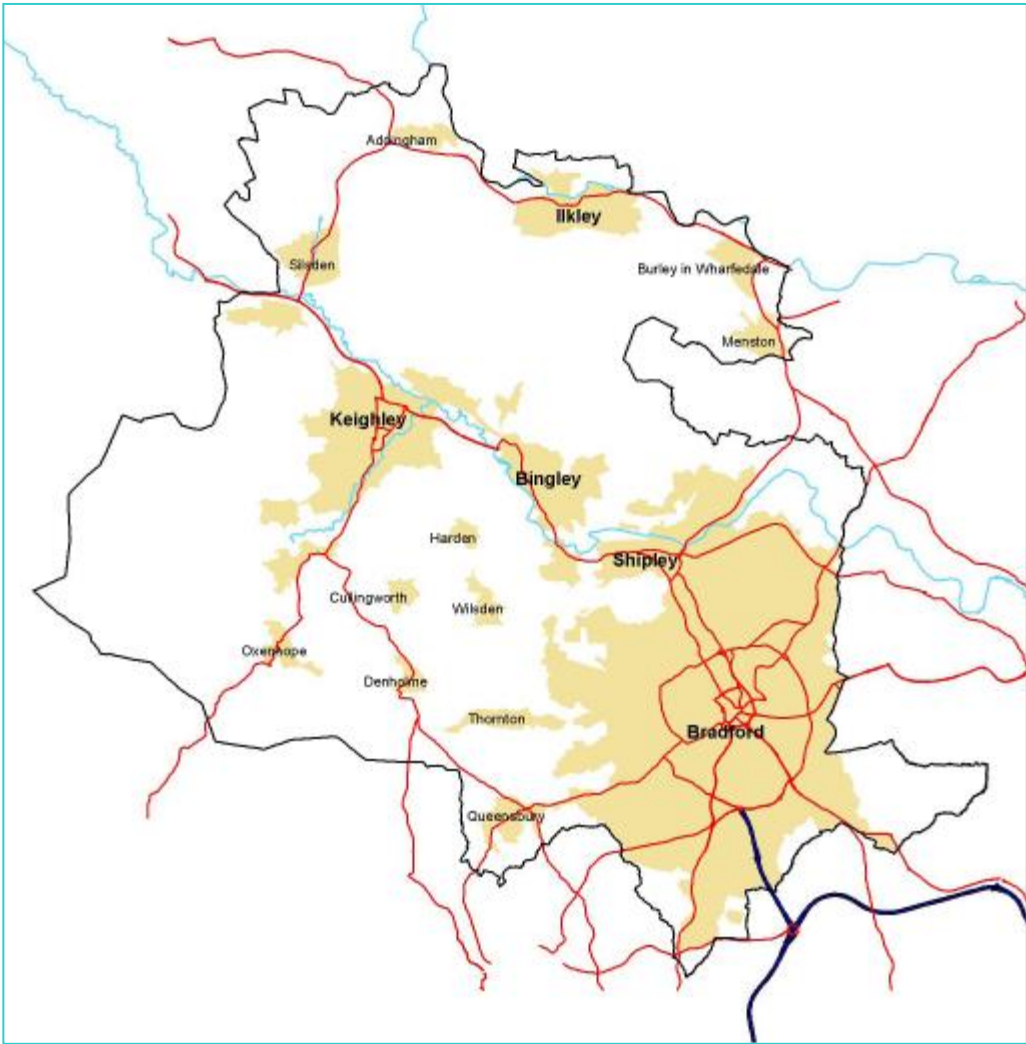 Addingham
Ilkley
Silsden
Burley in Wharfedale
Menston
Keighley
Bingley
Harden
Shipley
Cullingworth
Wilsden
Oxenhope
Denholme
Thornton
Bradford
Queensbury